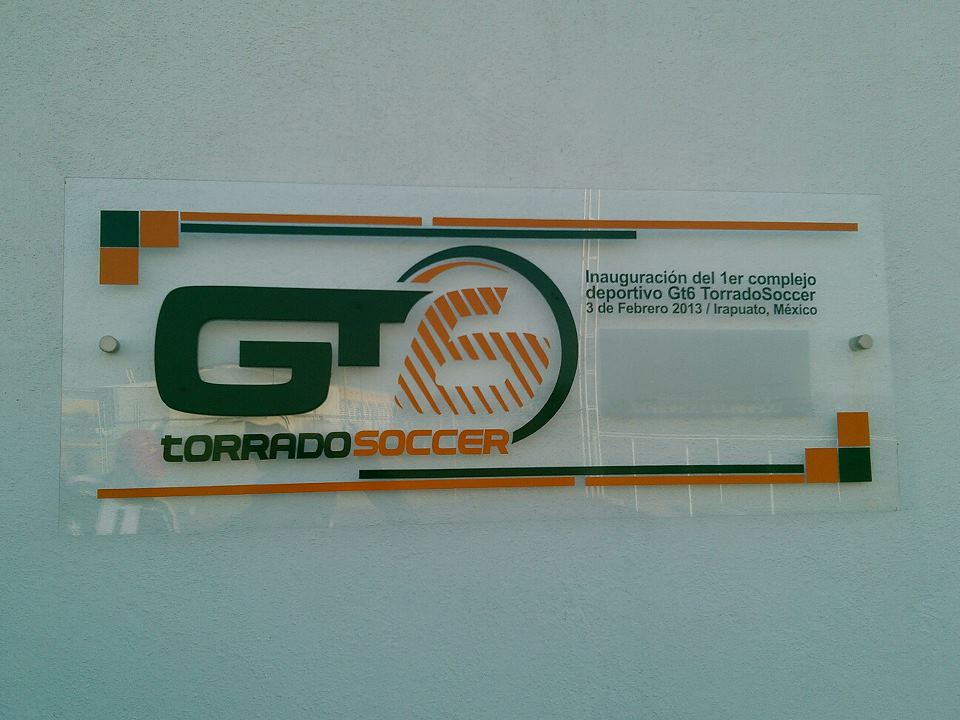 GT6
tORRADOSOCCER
Inauguración del 1er complejo
deportivo Gt6 TorradoSoccer
3 de Febrero 2013 / Irapuato, México